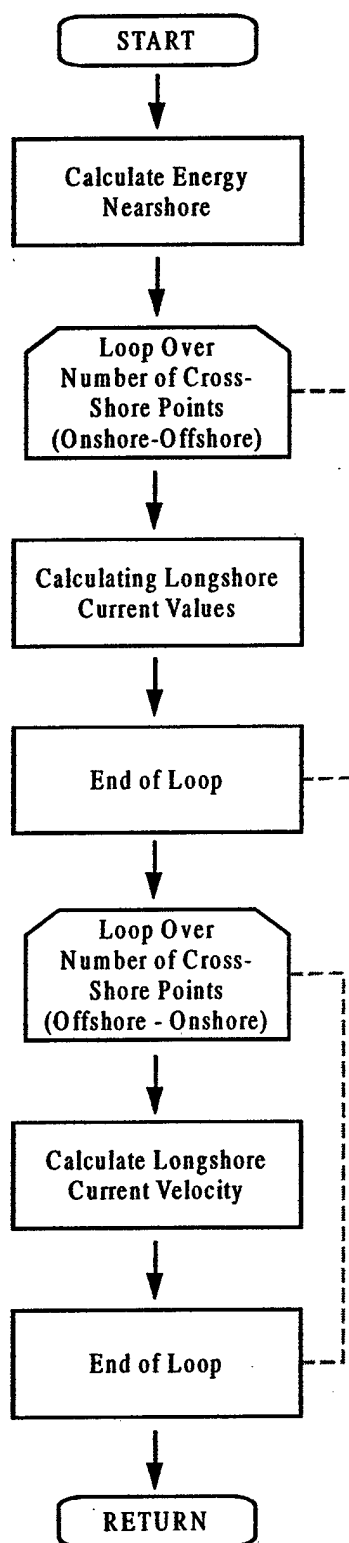 START
Calculate Energy
Nearshore
Loop Over
Number of Cross-
Shore Points
(Onshore-Offshore)
Calculating Longshore
Current Values
End of Loop
Loop Over
Number of Cross-
Shore Points
(Offshore - Onshore)
Calculate Longshore
Current Velocity
End of Loop
RETURN